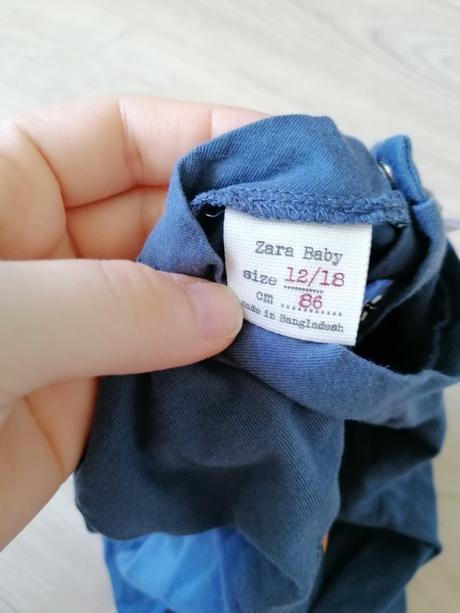 Zara Baby
size 12/18
cm 86
made in Bangladesh